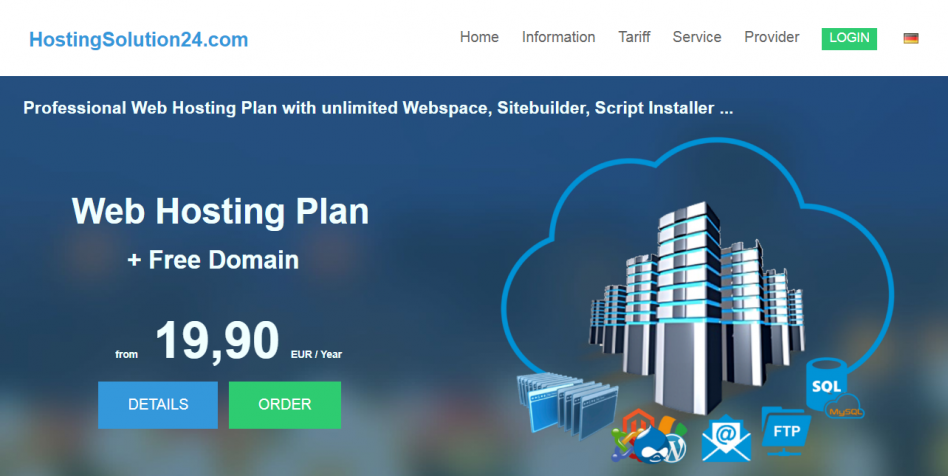 HostingSolution24.com
Home Information Tariff Service Provider LOGIN
Professional Web Hosting Plan with unlimited Webspace, Sitebuilder, Script Installer ...
Web Hosting Plan
+ Free Domain
from 19,90 EUR / Year
DETAILS ORDER
SQL
MySQL
@
FTP